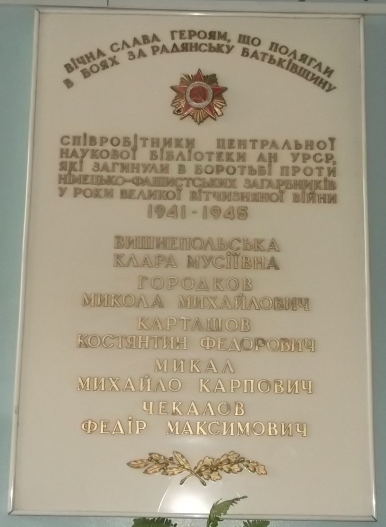 ВІЧНА СЛАВА ГЕРОЯМ, ЩО ПОЛЯГЛИ
В БОЯХ ЗА РАДЯНСЬКУ БАТЬКІВЩИНУ
СПІВРОБІТНИКИ ЦЕНТРАЛЬНОЇ
НАУКОВОЇ БІБЛІОТЕКИ АН УРСР,
ЯКІ ЗАГИНУЛИ В БОРОТЬБІ ПРОТИ
НІМЕЦЬКО-ФАШИСТСЬКИХ ЗАГАРБНИКІВ
У РОКИ ВЕЛИКОЇ ВІТЧИЗНЯНОЇ ВІЙНИ
1941-1945
ВИШНЕПОЛЬСЬКА
КЛАРА МУСІЇВНА
ГОРОДКОВ
МИКОЛА МИХАЙЛОВИЧ
КАРТАШОВ
КОСТЯНТИН ФЕДОРОВИЧ
МИКАЛ
МИХАЙЛО КАРПОВИЧ
ЧЕКАЛОВ
ФЕДІР МАКСИМОВИЧ